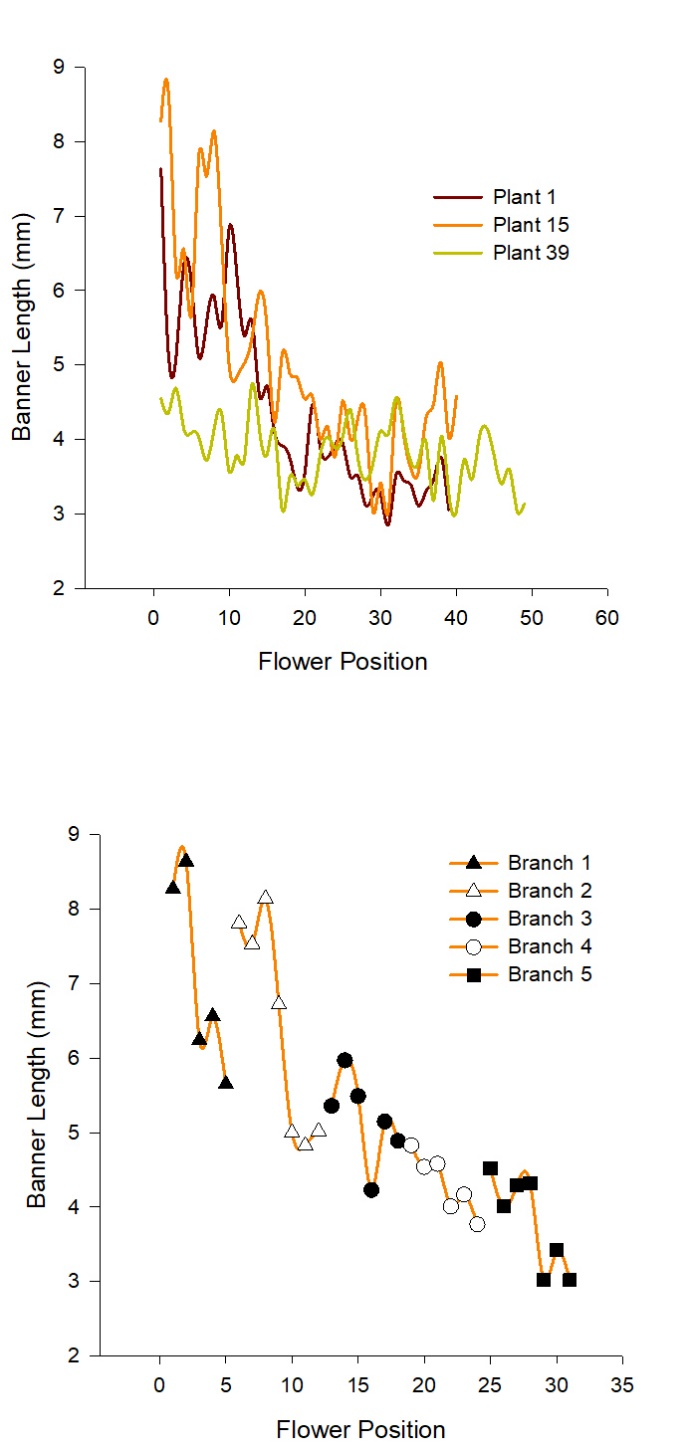 9
8
7
6
5
4
3
2
Banner Length (mm)
Plant 1
Plant 15
Plant 39
0 10 20 30 40 50 60
Flower Position
9
8
7
6
5
4
3
2
Banner Length (mm)
Branch 1
Branch 2
Branch 3
Branch 4
Branch 5
0 5 10 15 20 25 30 35
Flower Position